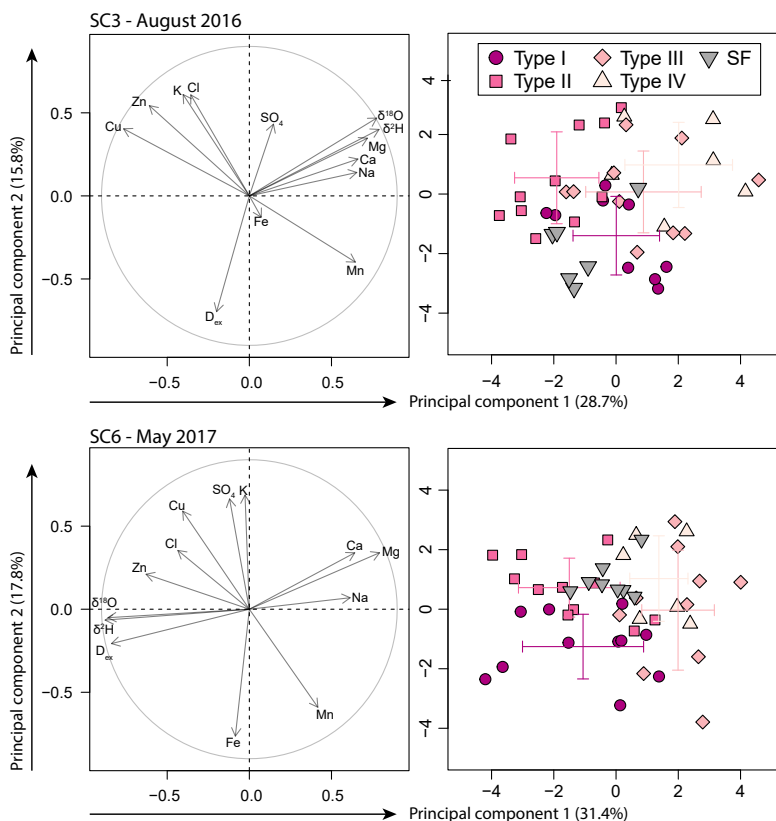 SC3 - August 2016
Principal component 2 (15.8%)
0.5
0.0
−0.5
−0.5
0.0
0.5
Cu
Zn
K
Cl
SO4
δ18O
δ2H
Mg
Ca
Na
Fe
Mn
Dex
Type I
Type III
SF
Type II
Type IV
4
2
0
−2
−4
−4
−2
0
2
4
Principal component 1 (28.7%)
SC6 - May 2017
Principal component 2 (17.8%)
0.5
0.0
−0.5
−0.5
0.0
0.5
Cu
SO4
K
Cl
Zn
Ca
Mg
Na
δ18O
δ2H
Dex
Mn
Fe
4
2
0
−2
−4
−4
−2
0
2
4
Principal component 1 (31.4%)